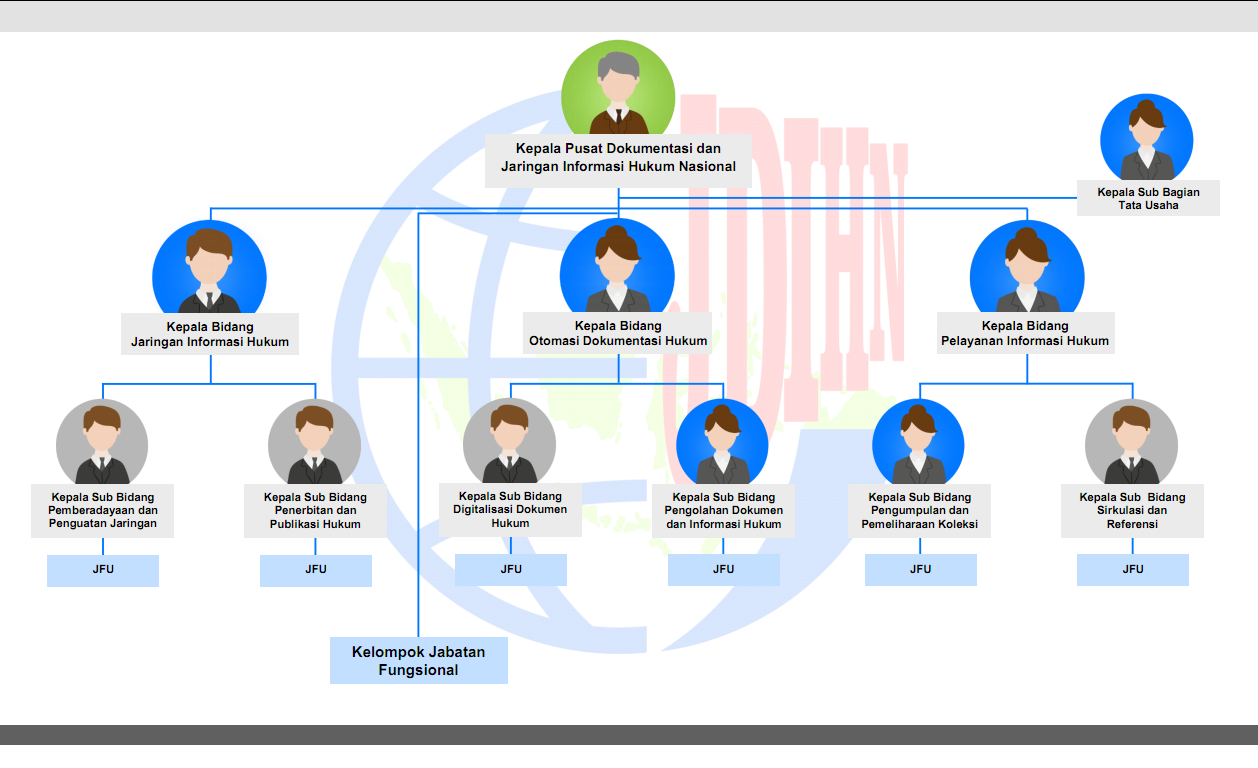 JDIHN
Kepala Pusat Dokumentasi dan
Jaringan Informasi Hukum Nasional
Kepala Sub Bagian
Tata Usaha
Kepala Bidang
Jaringan Informasi Hukum
Kepala Bidang
Otomasi Dokumentasi Hukum
Kepala Bidang
Pelayanan Informasi Hukum
Kepala Sub Bidang
Pemberadayaan dan
Penguatan Jaringan
Kepala Sub Bidang
Penerbitan dan
Publikasi Hukum
Kepala Sub Bidang
Digitalisasi Dokumen
Hukum
Kepala Sub Bidang
Pengolahan Dokumen
dan Informasi Hukum
Kepala Sub Bidang
Pengumpulan dan
Pemeliharaan Koleksi
Kepala Sub Bidang
Sirkulasi dan
Referensi
JFU
JFU
JFU
JFU
JFU
JFU
Kelompok Jabatan
Fungsional